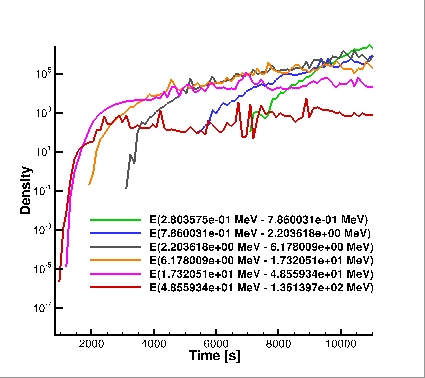 10^5
10^3
10^1
10^-1
10^-3
10^-5
10^-7
Density
E(2.803575e-01 MeV - 7.860031e-01 MeV)
E(7.860031e-01 MeV - 2.203618e+00 MeV)
E(2.203618e+00 MeV - 6.178009e+00 MeV)
E(6.178009e+00 MeV - 1.732051e+01 MeV)
E(1.732051e+01 MeV - 4.855934e+01 MeV)
E(4.855934e+01 MeV - 1.361397e+02 MeV)
2000 4000 6000 8000 10000
Time [s]